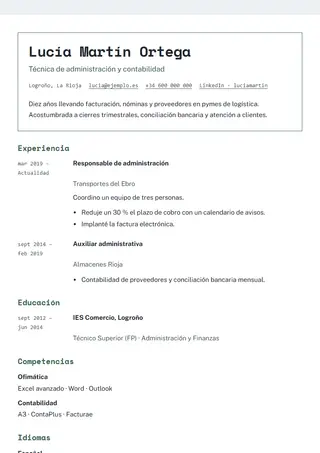 Lucía Martín Ortega
Técnica de administración y contabilidad
Logroño, La Rioja lucia@ejemplo.es +34 600 000 000 LinkedIn · luciamartin
Diez años llevando facturación, nóminas y proveedores en pymes de logística.
Acostumbrada a cierres trimestrales, conciliación bancaria y atención a clientes.
Experiencia
mar 2019 – Actualidad
Responsable de administración
Transportes del Ebro
Coordino un equipo de tres personas.
• Reduje un 30 % el plazo de cobro con un calendario de avisos.
• Implanté la factura electrónica.
sept 2014 – feb 2019
Auxiliar administrativa
Almacenes Rioja
• Contabilidad de proveedores y conciliación bancaria mensual.
Educación
sept 2012 – jun 2014
IES Comercio, Logroño
Técnico Superior (FP) · Administración y Finanzas
Competencias
Ofimática
Excel avanzado · Word · Outlook
Contabilidad
A3 · ContaPlus · Facturae
Idiomas